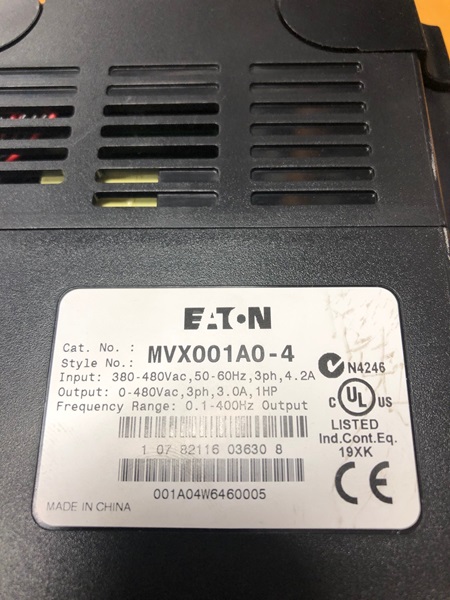 EATON
Cat. No. :
Style No.: MVX001A0-4
Input: 380-480Vac,50-60Hz,3ph,4.2A
Output: 0-480Vac,3ph,3.0A,1HP
Frequency Range: 0.1-400Hz Output
1 07 82116 03630 8
001A04W6460005
MADE IN CHINA
N4246
C UL US
LISTED
Ind.Cont.Eq.
19XK
CE